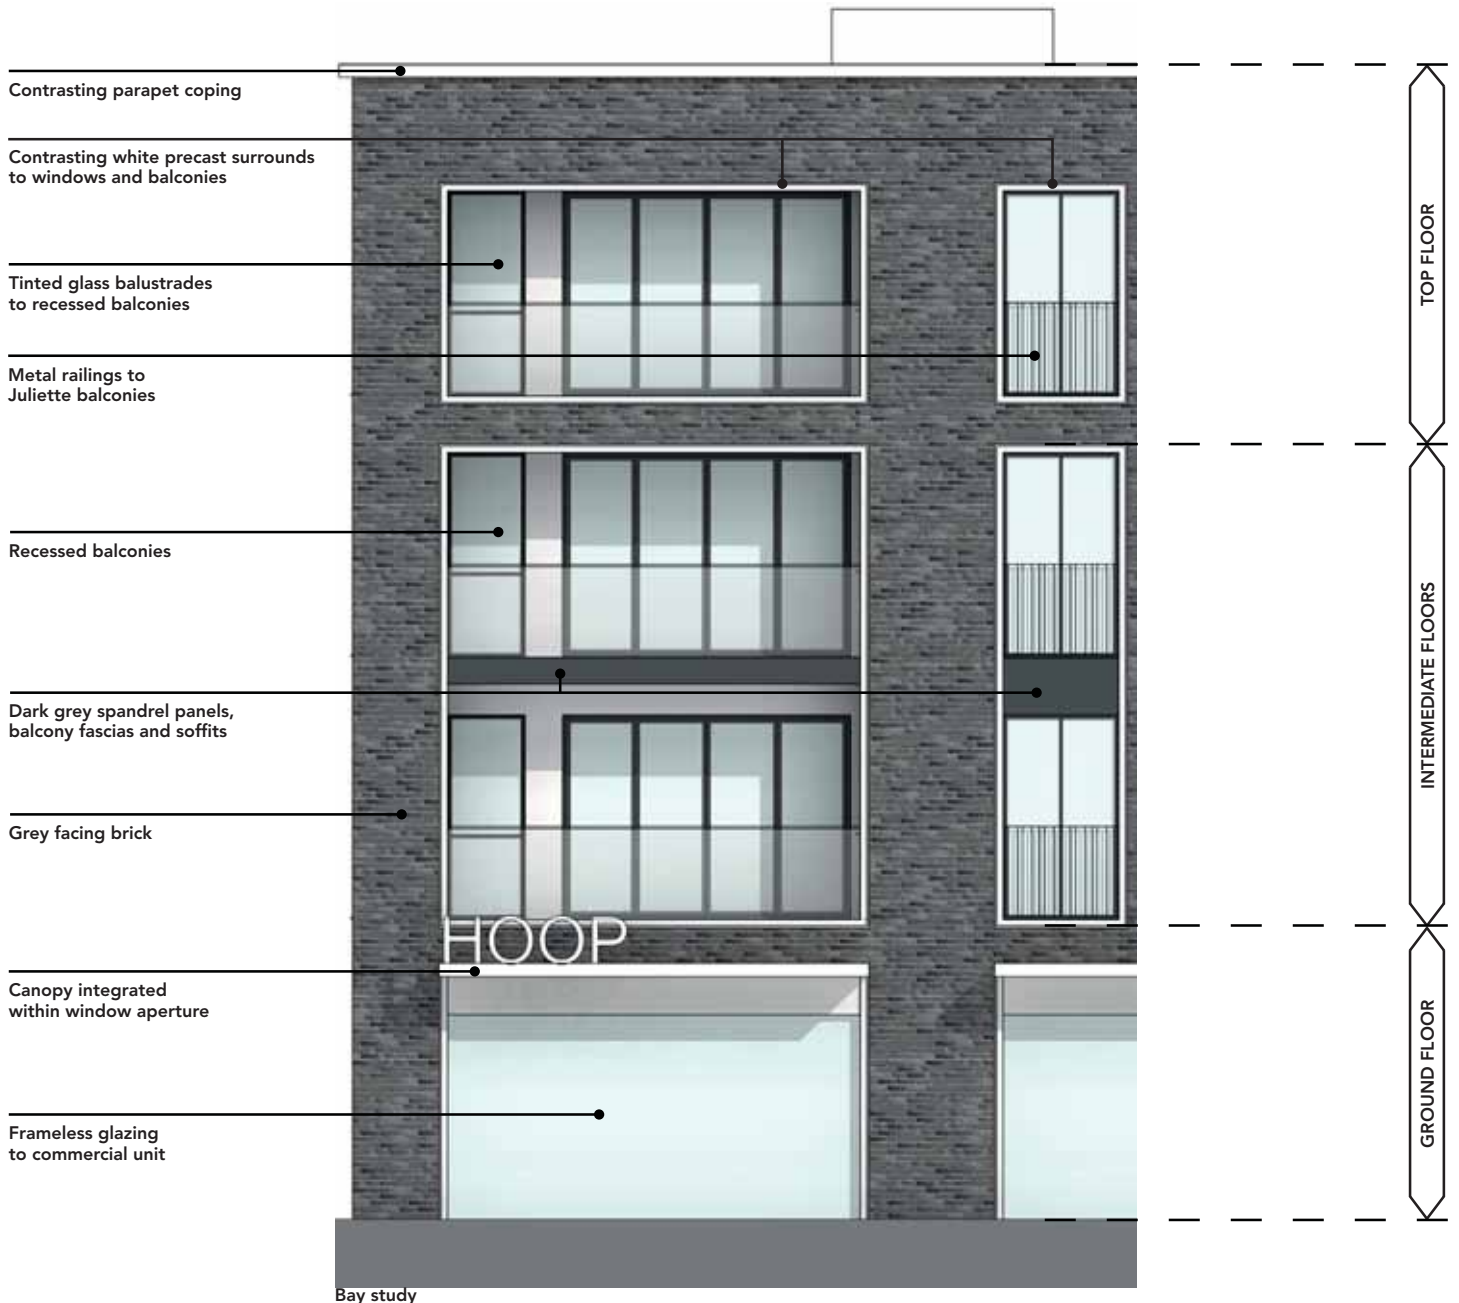 Contrasting parapet coping
Contrasting white precast surrounds
to windows and balconies
Tinted glass balustrades
to recessed balconies
Metal railings to
Juliette balconies
Recessed balconies
Dark grey spandrel panels,
balcony fascias and soffits
Grey facing brick
Canopy integrated
within window aperture
Frameless glazing
to commercial unit
HOOP
TOP FLOOR
INTERMEDIATE FLOORS
GROUND FLOOR
Bay study